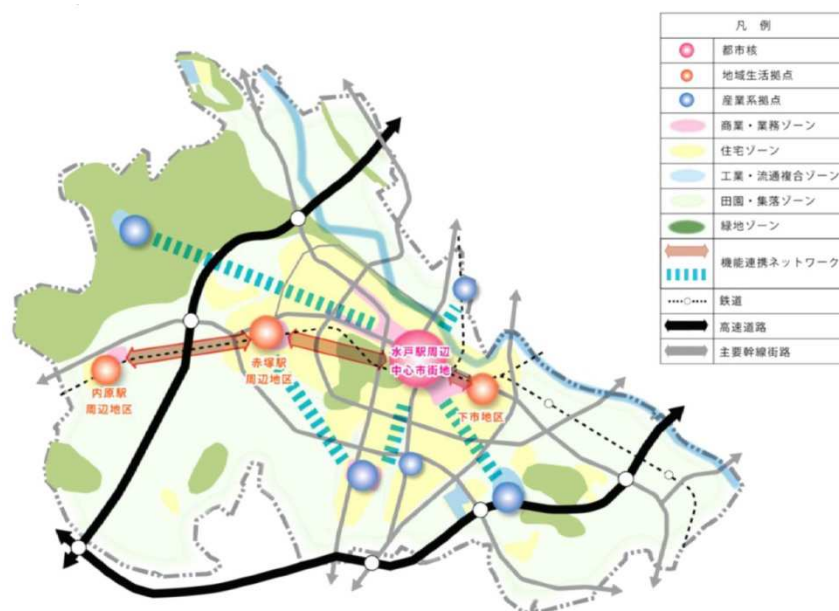 凡 例
都市核
地域生活拠点
産業系拠点
商業・業務ゾーン
住宅ゾーン
工業・流通複合ゾーン
田園・集落ゾーン
緑地ゾーン
機能連携ネットワーク
鉄道
高速道路
主要幹線街路
水戸駅周辺
中心市街地
赤塚駅
周辺地区
内原駅
周辺地区
下市地区